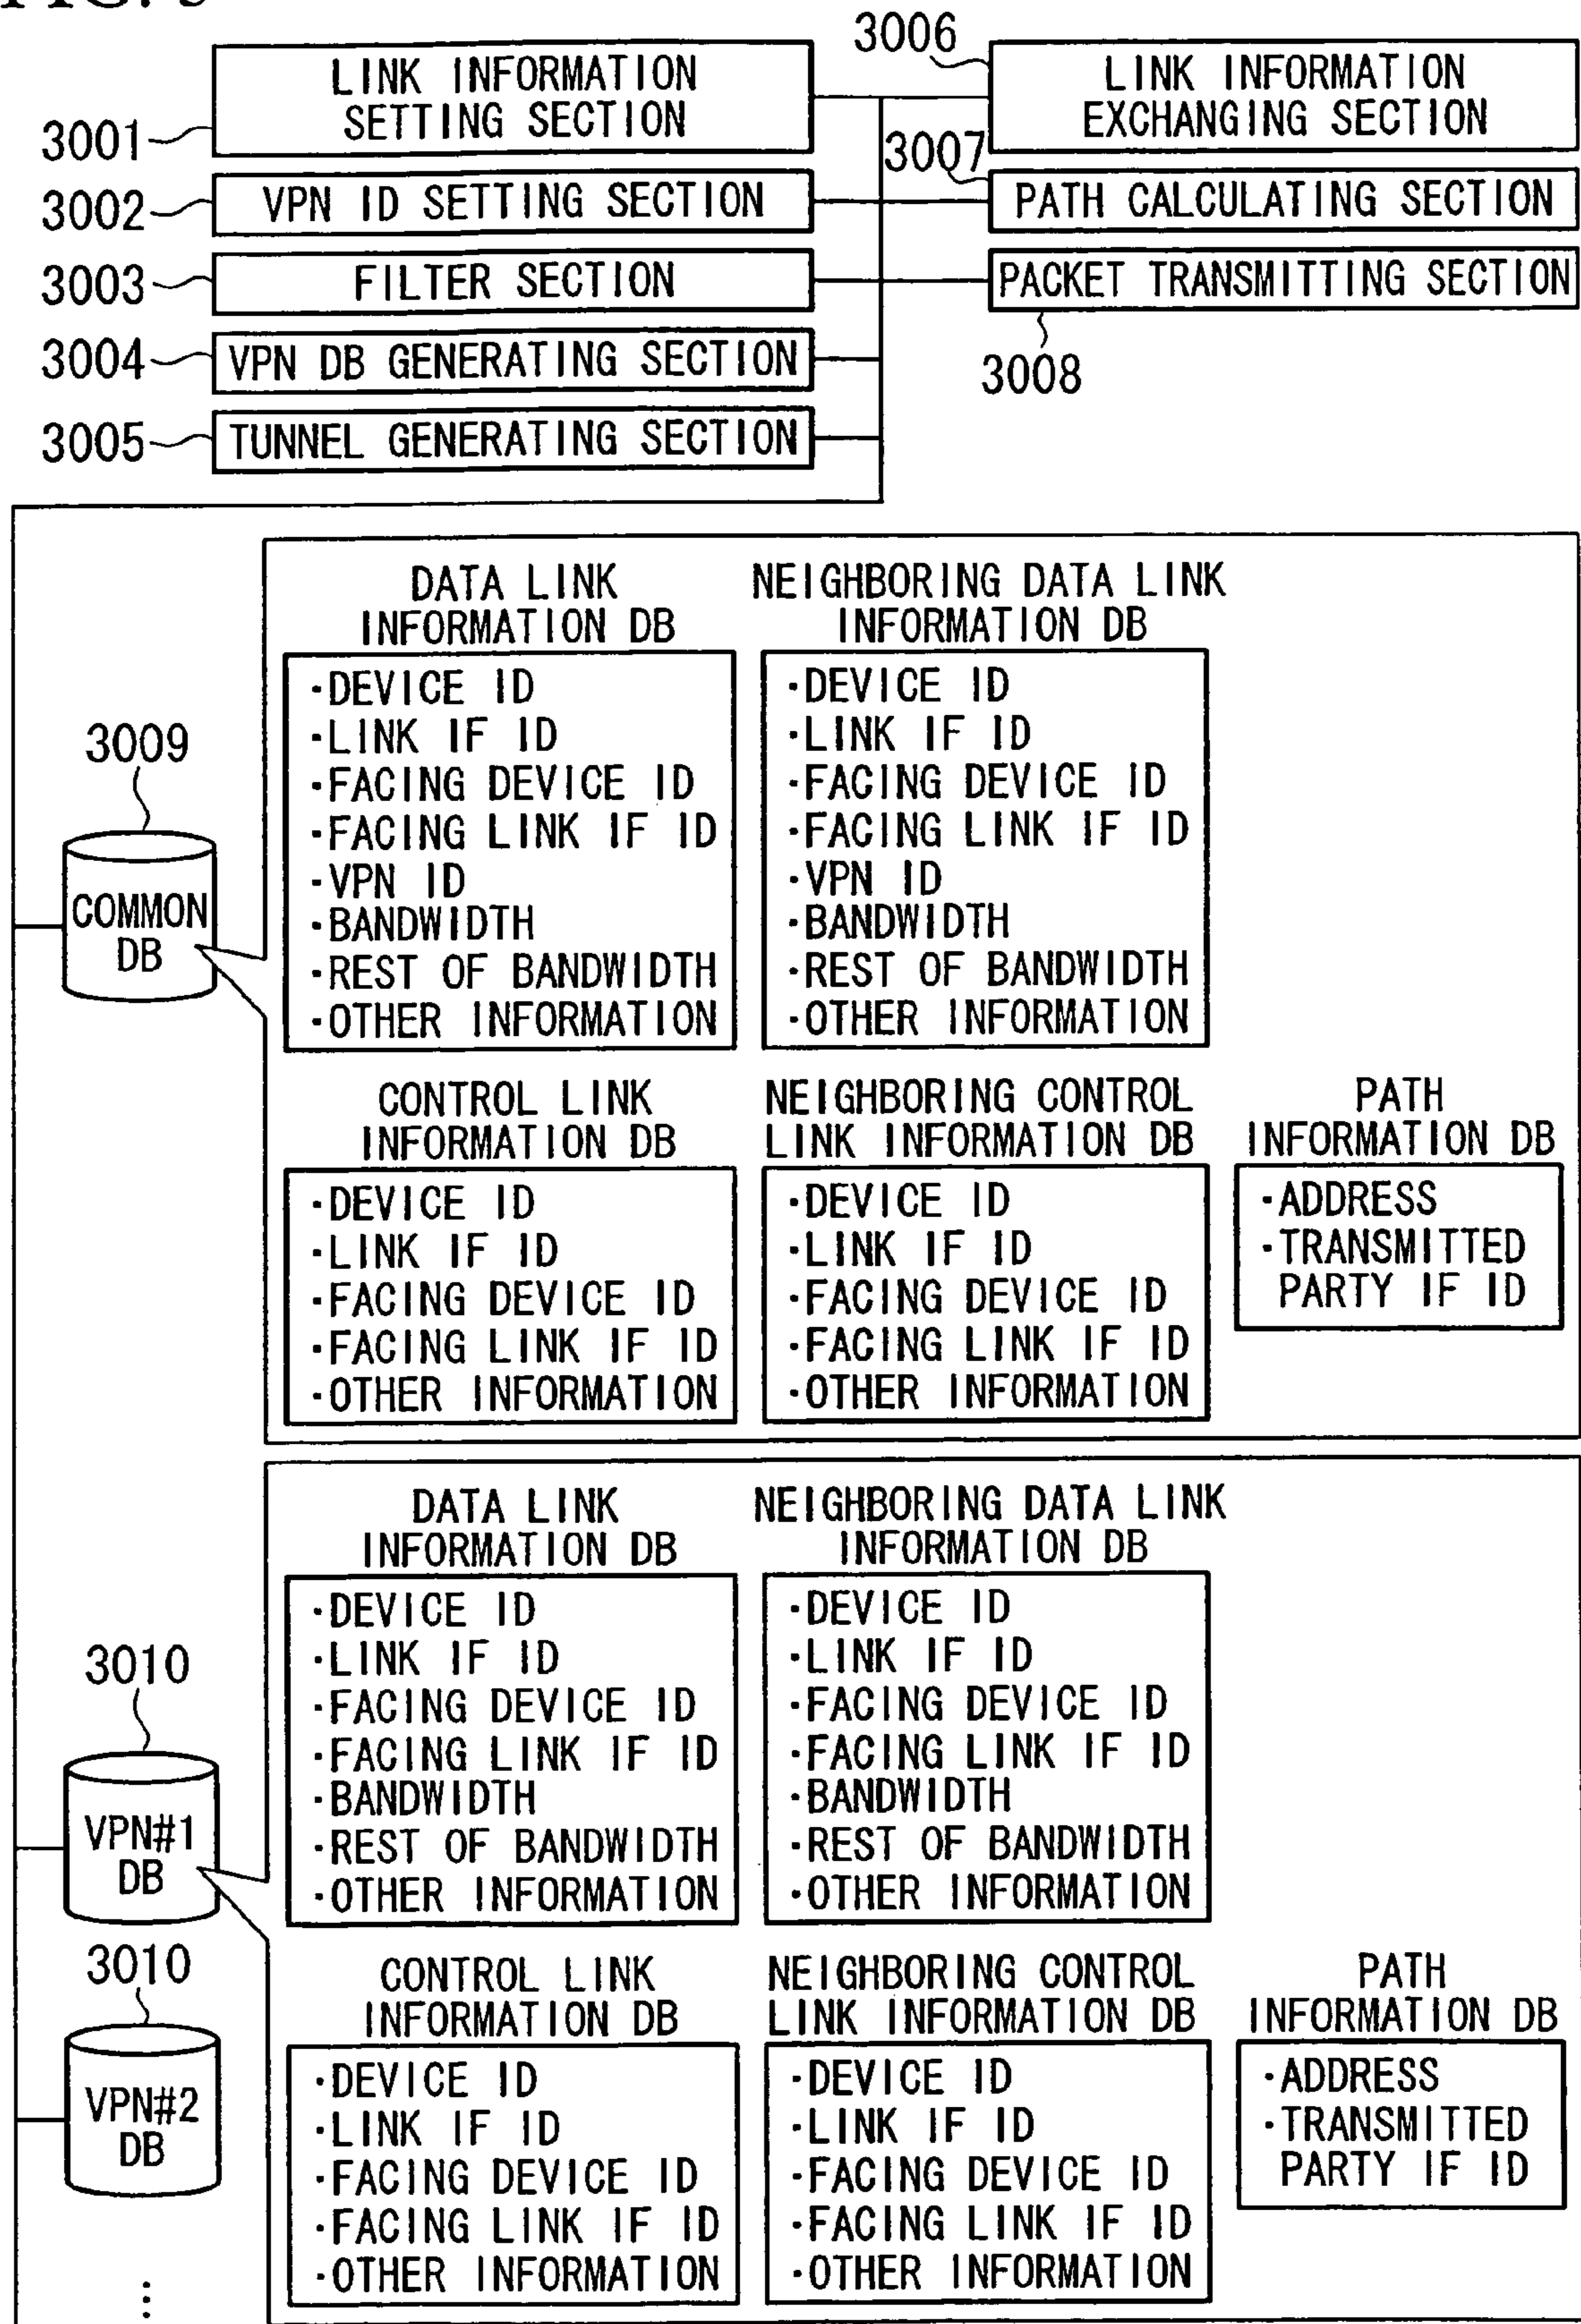 3006
LINK INFORMATION
SETTING SECTION
LINK INFORMATION
EXCHANGING SECTION
3001
3007
3002
VPN ID SETTING SECTION
PATH CALCULATING SECTION
3003
FILTER SECTION
PACKET TRANSMITTING SECTION
3004
VPN DB GENERATING SECTION
3008
3005
TUNNEL GENERATING SECTION
DATA LINK
INFORMATION DB
·DEVICE ID
·LINK IF ID
·FACING DEVICE ID
·FACING LINK IF ID
·VPN ID
·BANDWIDTH
·REST OF BANDWIDTH
·OTHER INFORMATION
NEIGHBORING DATA LINK
INFORMATION DB
·DEVICE ID
·LINK IF ID
·FACING DEVICE ID
·FACING LINK IF ID
·VPN ID
·BANDWIDTH
·REST OF BANDWIDTH
·OTHER INFORMATION
3009
COMMON
DB
CONTROL LINK
INFORMATION DB
·DEVICE ID
·LINK IF ID
·FACING DEVICE ID
·FACING LINK IF ID
·OTHER INFORMATION
NEIGHBORING CONTROL
LINK INFORMATION DB
·DEVICE ID
·LINK IF ID
·FACING DEVICE ID
·FACING LINK IF ID
·OTHER INFORMATION
PATH
INFORMATION DB
·ADDRESS
·TRANSMITTED
PARTY IF ID
DATA LINK
INFORMATION DB
·DEVICE ID
·LINK IF ID
·FACING DEVICE ID
·FACING LINK IF ID
·BANDWIDTH
·REST OF BANDWIDTH
·OTHER INFORMATION
NEIGHBORING DATA LINK
INFORMATION DB
·DEVICE ID
·LINK IF ID
·FACING DEVICE ID
·FACING LINK IF ID
·BANDWIDTH
·REST OF BANDWIDTH
·OTHER INFORMATION
3010
VPN#1
DB
3010
VPN#2
DB
CONTROL LINK
INFORMATION DB
·DEVICE ID
·LINK IF ID
·FACING DEVICE ID
·FACING LINK IF ID
·OTHER INFORMATION
NEIGHBORING CONTROL
LINK INFORMATION DB
·DEVICE ID
·LINK IF ID
·FACING DEVICE ID
·FACING LINK IF ID
·OTHER INFORMATION
PATH
INFORMATION DB
·ADDRESS
·TRANSMITTED
PARTY IF ID